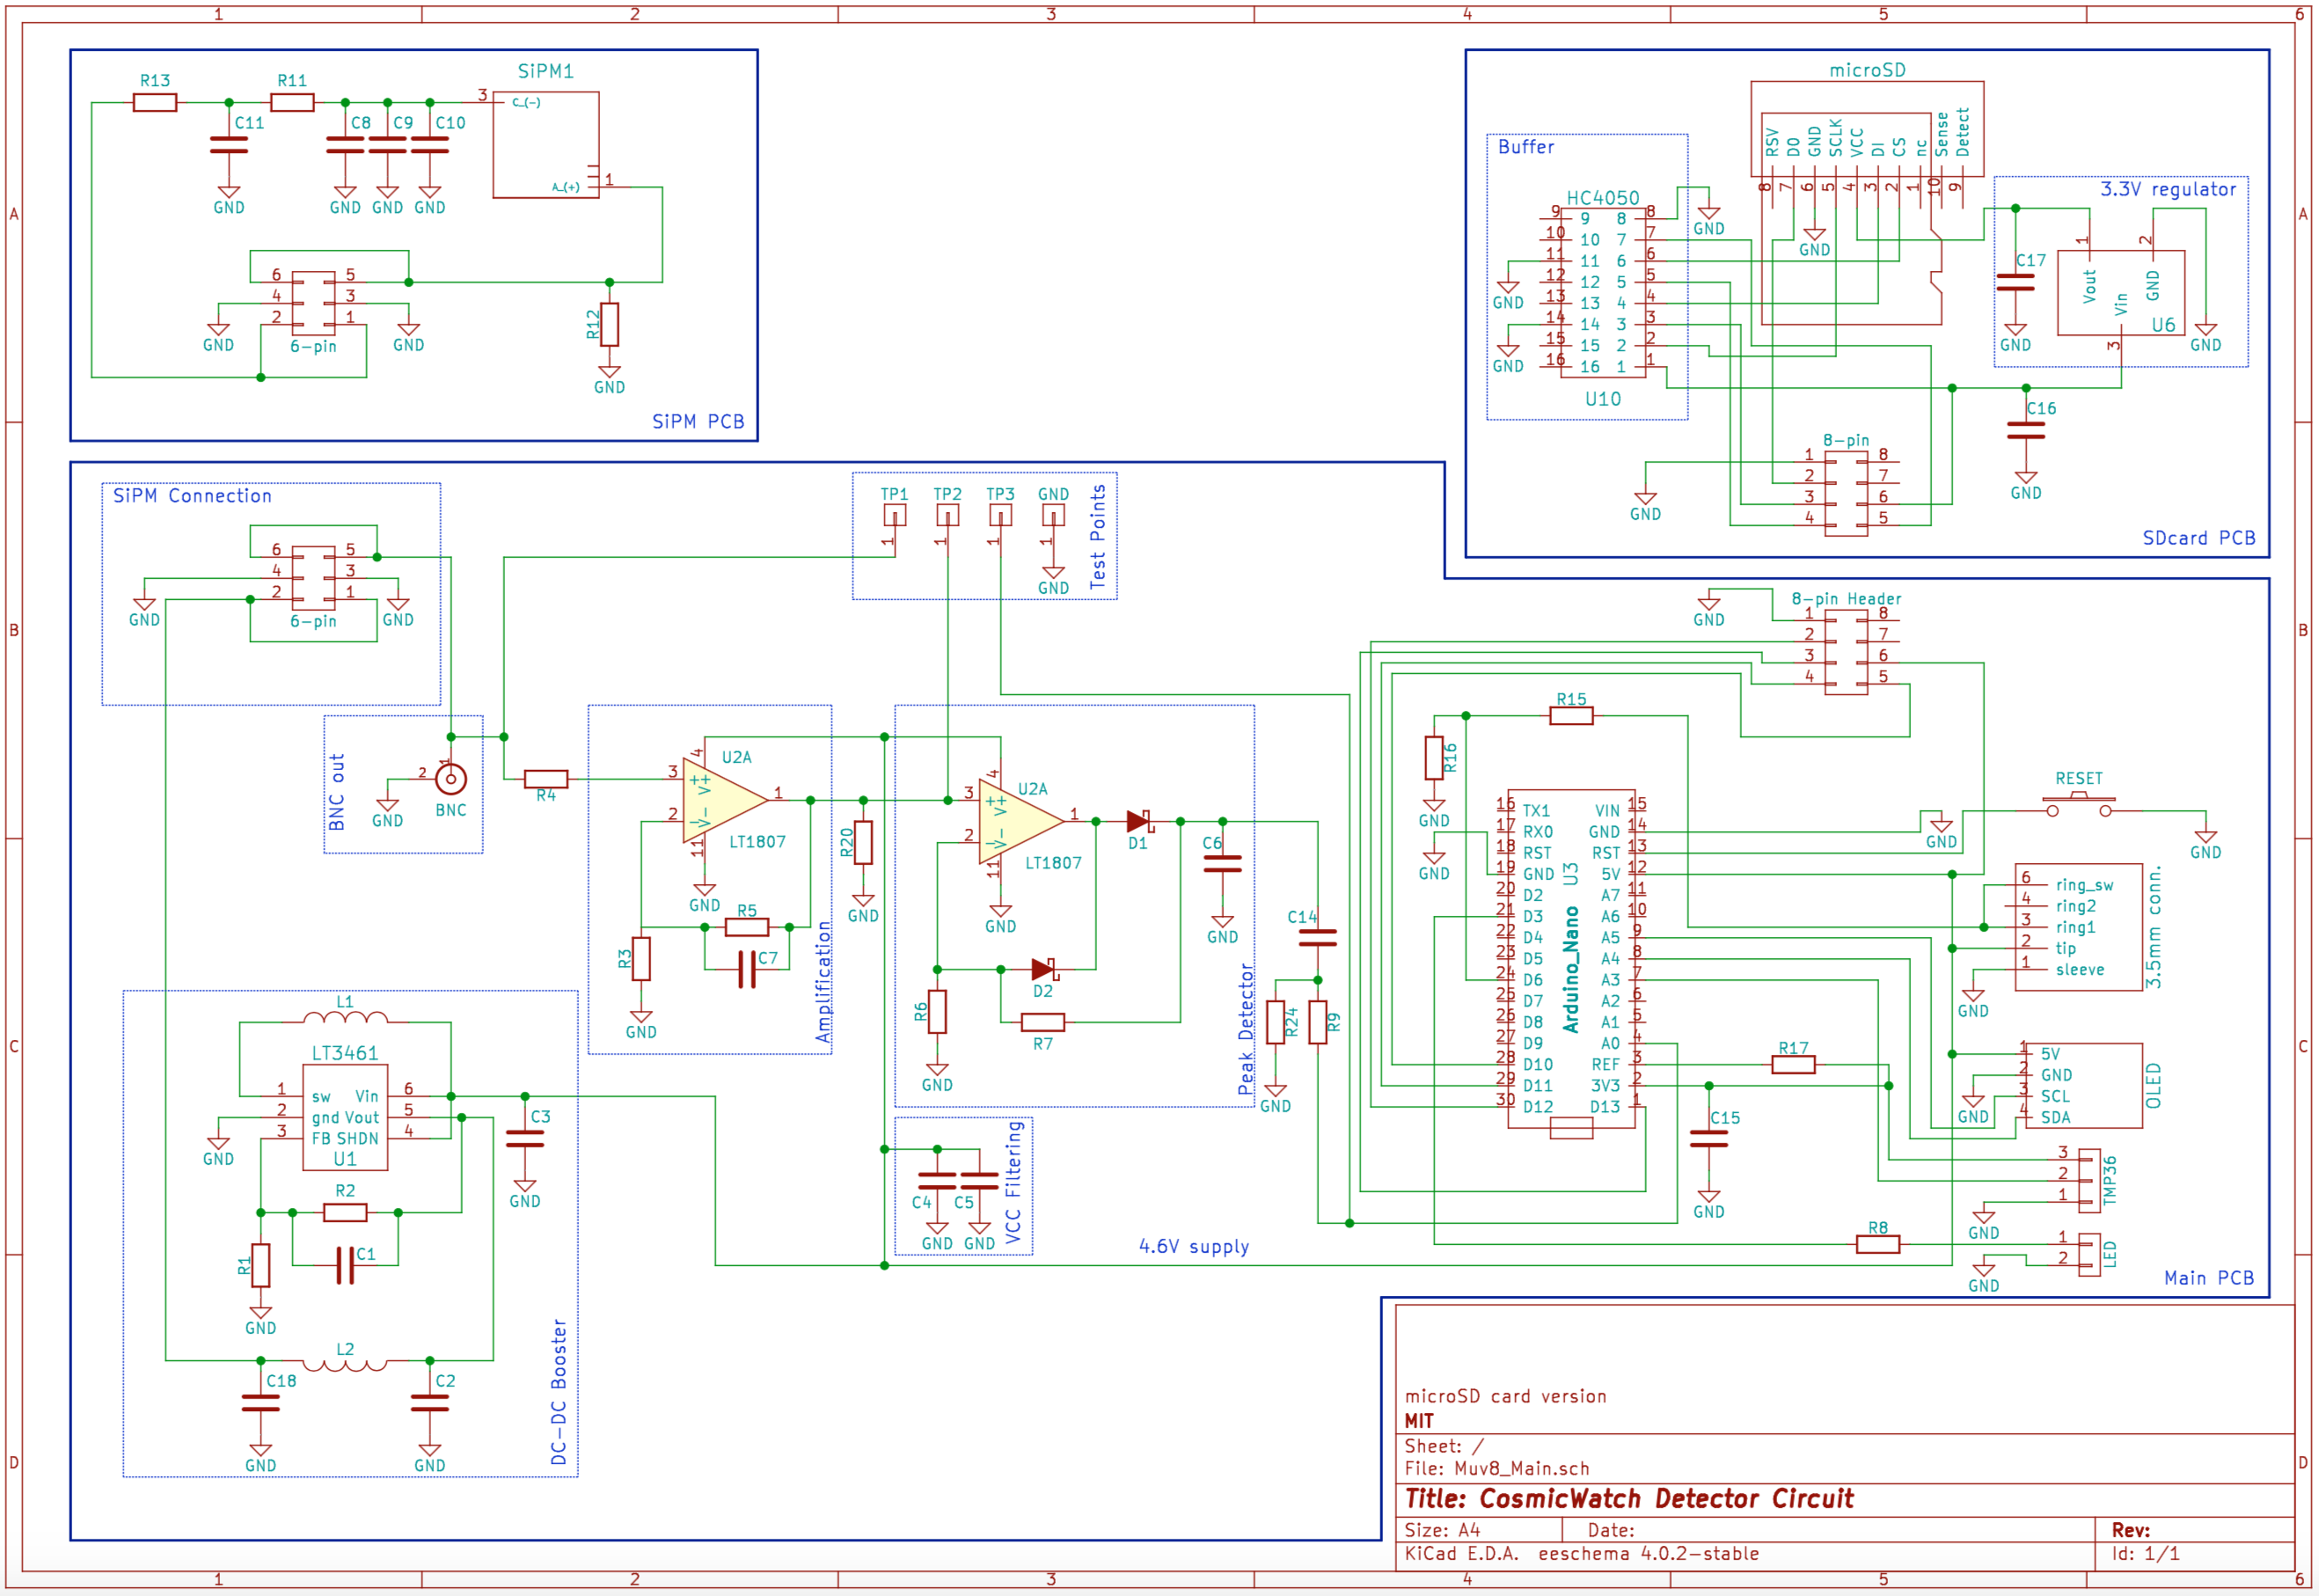 1 2 3 4 5 6
A
B
C
D
A
B
C
D
1 2 3 4 5 6
R13
R11
SiPM1
3 C_(-)
C11 C8 C9 C10
A_(+) 1
GND GND GND GND
6 5
4 3
2 1
GND 6-pin GND
R12
GND
SiPM PCB
microSD
RSV DO GND SCLK VCC DI CS nc Sense Detect
8 7 6 5 4 3 2 1 10 9
Buffer
HC4050
9 9 8 8
10 10 7 7
11 11 6 6
12 12 5 5
13 13 4 4
14 14 3 3
15 15 2 2
16 16 1 1
U10
GND
GND
GND
GND
3.3V regulator
1 2
C17
Vout Vin GND
U6
3
GND GND
C16
GND
8-pin
1 8
2 7
3 6
4 5
GND
SDcard PCB
SiPM Connection
6 5
4 3
2 1
GND 6-pin GND
TP1 TP2 TP3 GND
1 1 1 1
GND
Test Points
BNC out
2 1
GND BNC
R4
U2A
3 4
2 1
++ V+
V-
11
LT1807
GND
R5
C7
R3
GND
Amplification
R20
GND
U2A
3 4
2 1
++ V+
V-
11
LT1807
GND
D1
C6
GND
D2
R6
R7
GND
Peak Detector
C14
R24 R9
GND
L1
LT3461
1 sw Vin 6
2 gnd Vout 5
3 FB SHDN 4
U1
GND
C3
GND
R2
C1
R1
GND
L2
C18 C2
GND GND
DC-DC Booster
C4 C5
GND GND
VCC Filtering
4.6V supply
8-pin Header
GND
1 8
2 7
3 6
4 5
R15
R16
GND
GND
16 TX1 VIN 15
17 RX0 GND 14
18 RST RST 13
19 GND 5V 12
20 D2 A7 11
21 D3 A6 10
22 D4 A5 9
23 D5 A4 8
24 D6 A3 7
25 D7 A2 6
26 D8 A1 5
27 D9 A0 4
28 D10 REF 3
29 D11 3V3 2
30 D12 D13 1
U3
Arduino_Nano
RESET
GND
GND
6 ring_sw
4 ring2
3 ring1
2 tip
1 sleeve
3.5mm conn.
GND
R17
1 5V
2 GND
3 SCL
4 SDA
OLED
GND
C15
GND
3
2
1
TMP36
GND
R8
1
2
LED
GND
Main PCB
microSD card version
MIT
Sheet: /
File: Muv8_Main.sch
Title: CosmicWatch Detector Circuit
Size: A4 Date: Rev:
KiCad E.D.A. eeschema 4.0.2-stable Id: 1/1